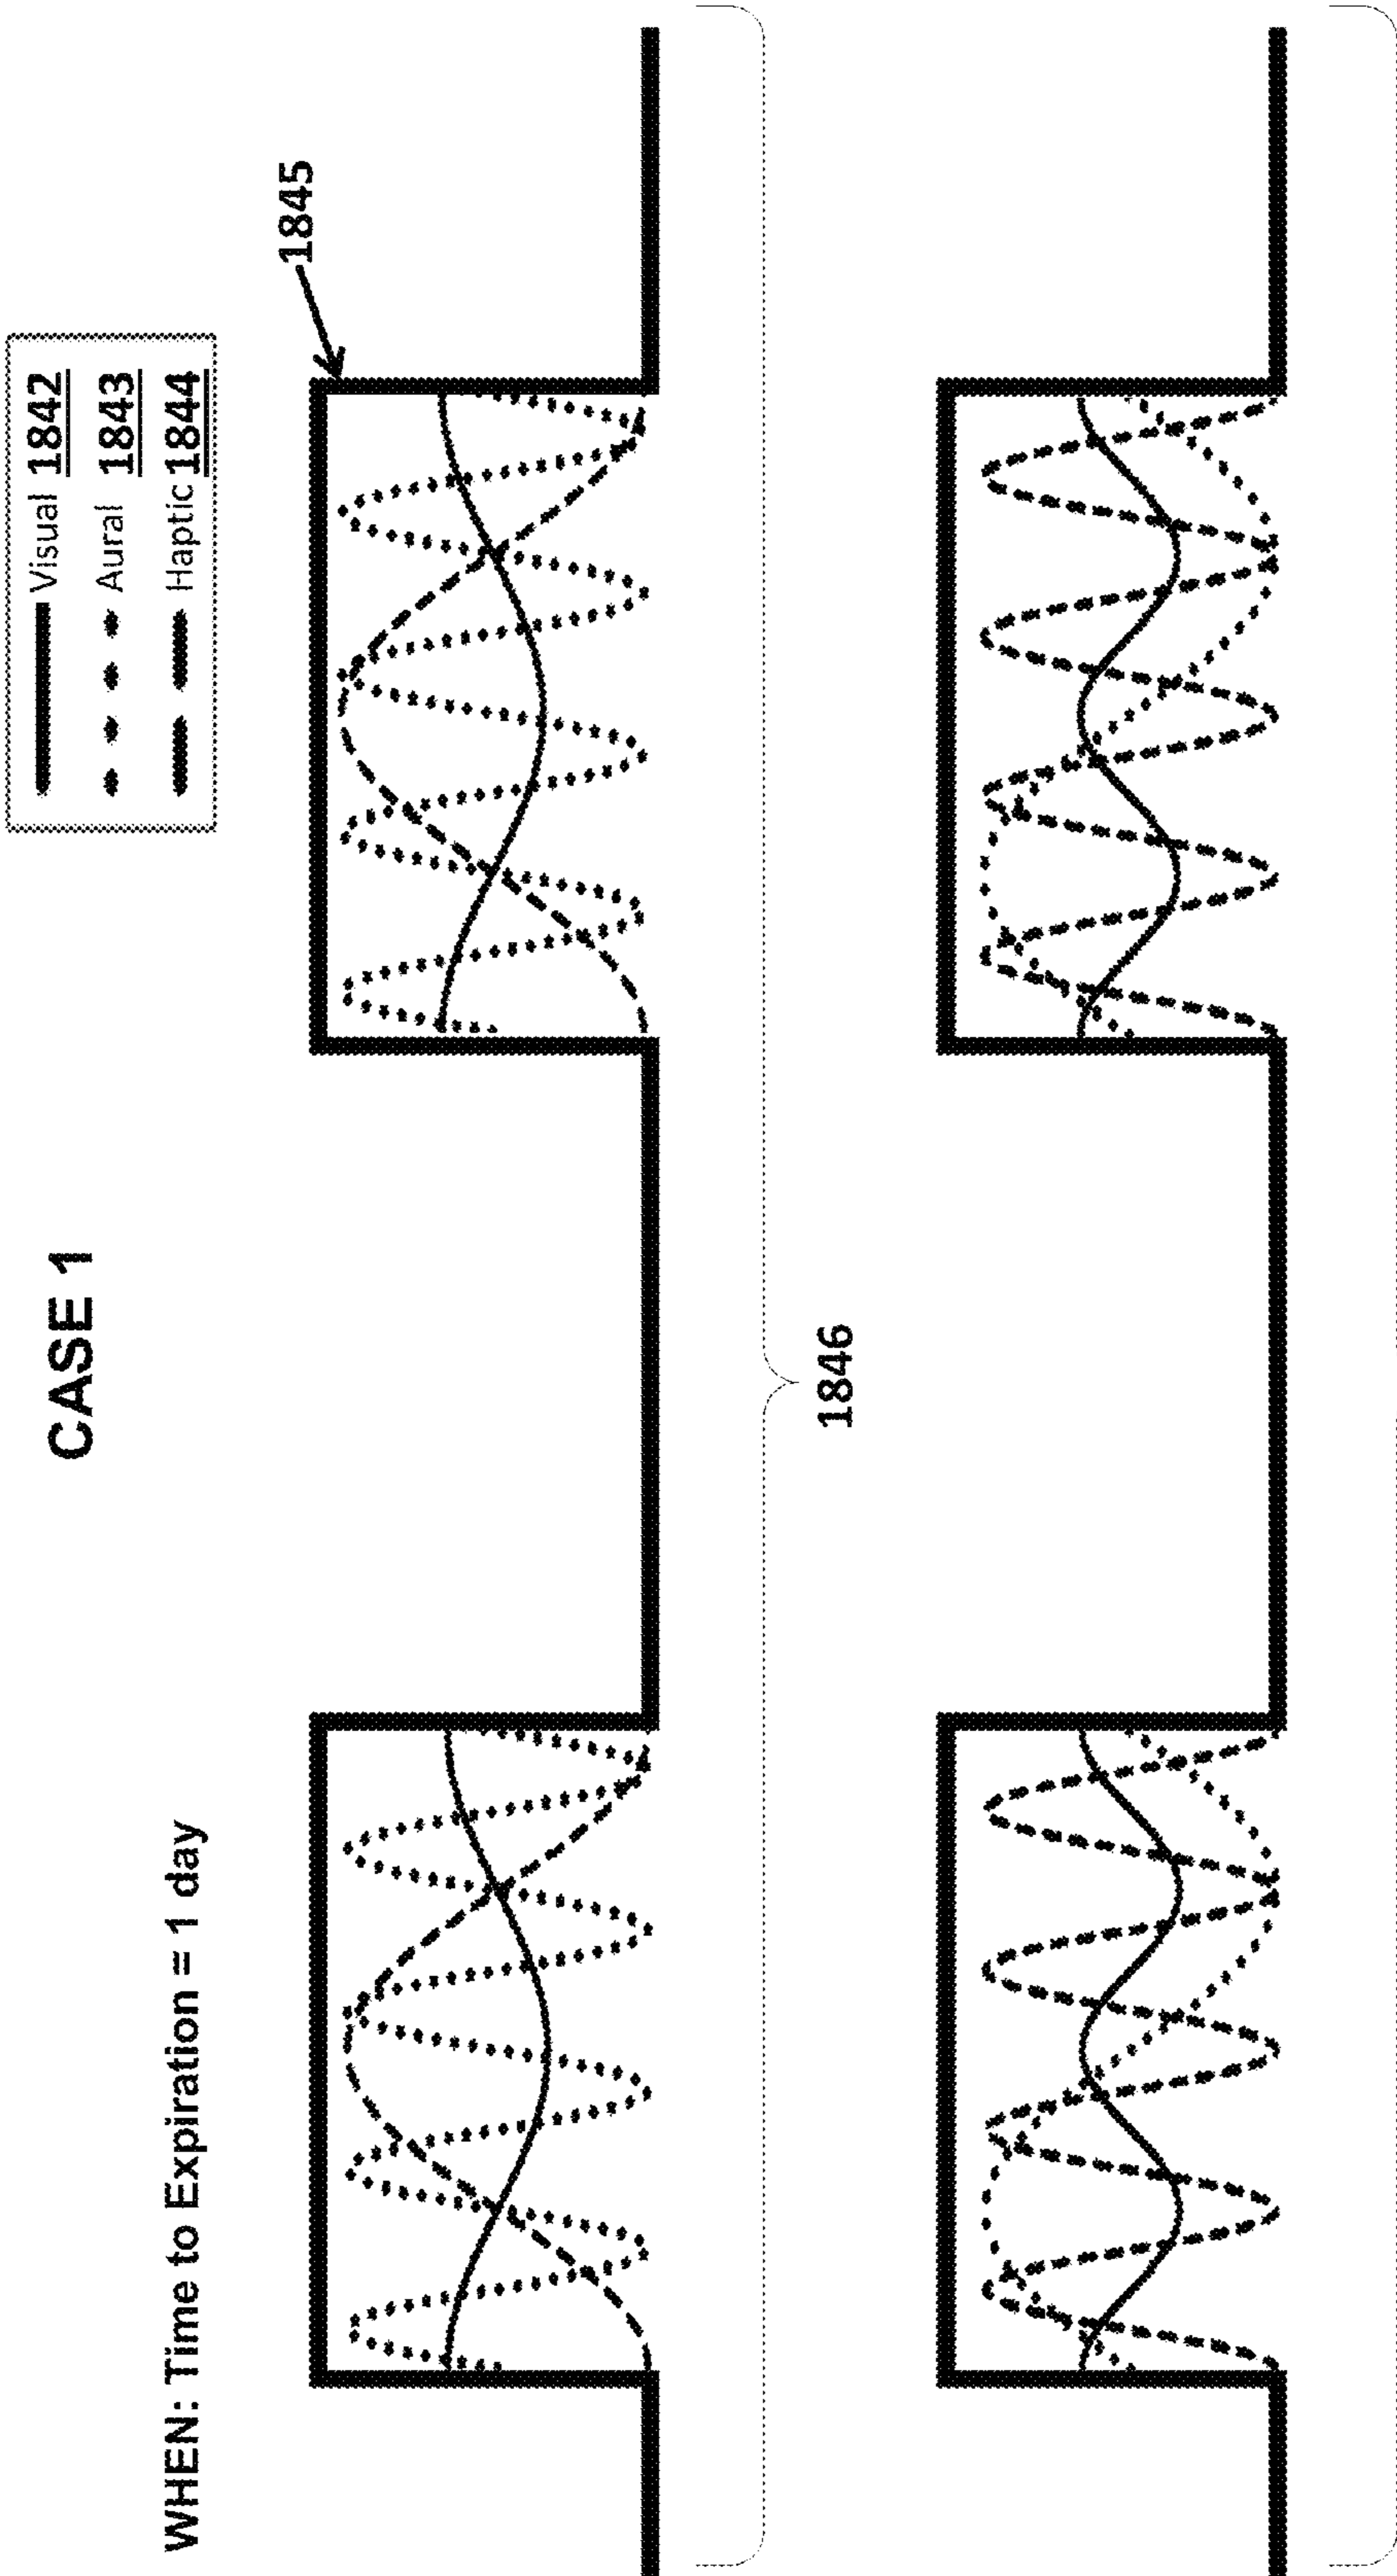 CASE 1
Visual 1842
Aural 1843
Haptic 1844
WHEN: Time to Expiration = 1 day
1845
1846